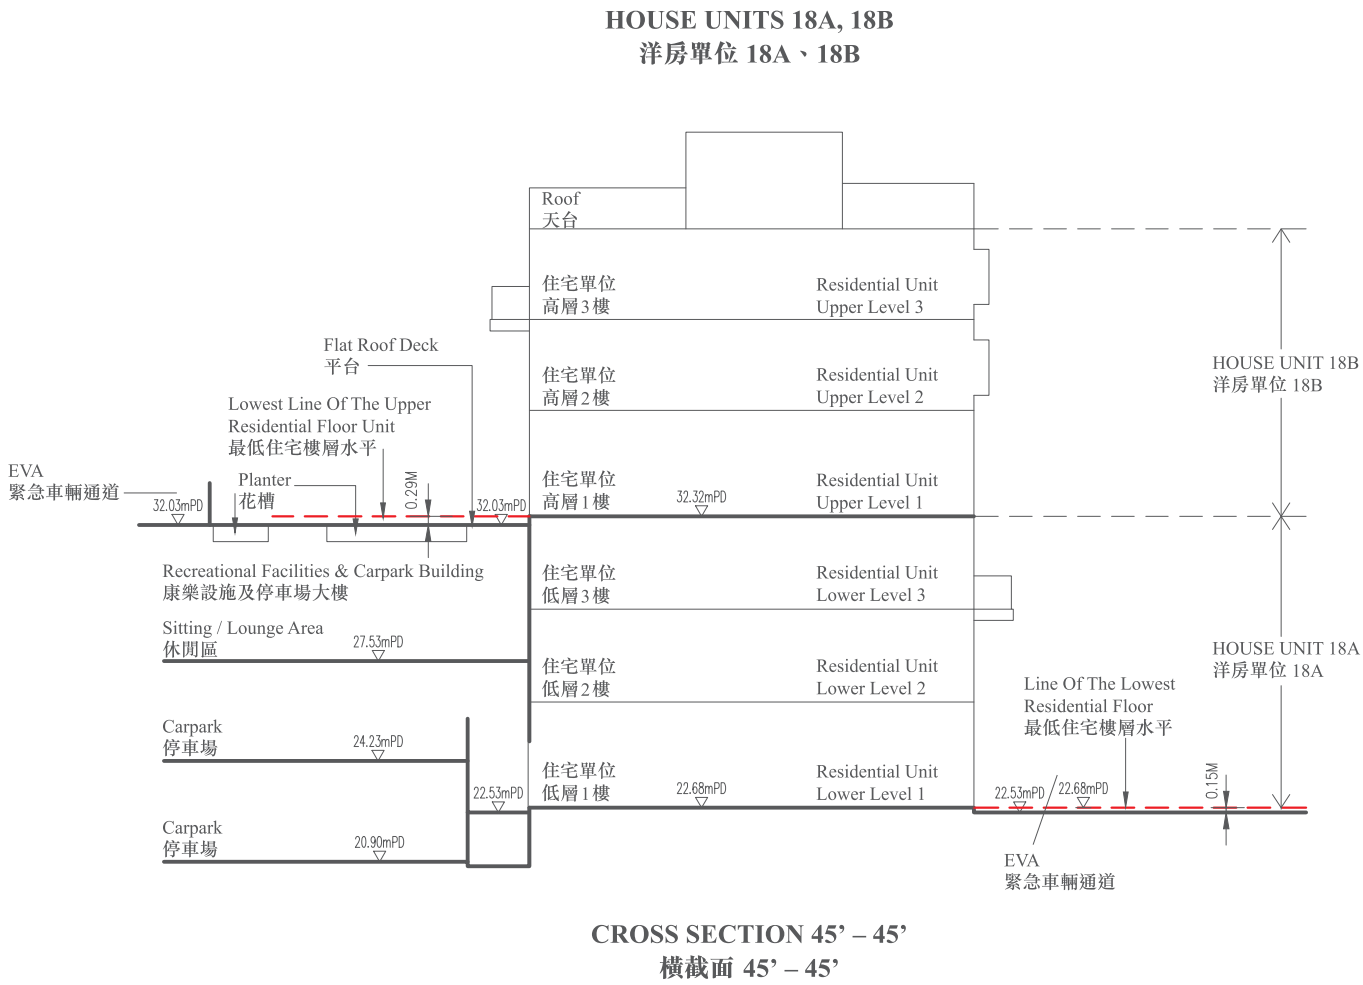 HOUSE UNITS 18A, 18B
洋房單位 18A、18B
Roof
天台
住宅單位
高層3樓
Residential Unit
Upper Level 3
Flat Roof Deck
平台
住宅單位
高層2樓
Residential Unit
Upper Level 2
HOUSE UNIT 18B
洋房單位 18B
Lowest Line Of The Upper
Residential Floor Unit
最低住宅樓層水平
EVA
緊急車輛通道
Planter
花槽
0.29M
32.03mPD
32.03mPD
住宅單位
高層1樓
32.32mPD
Residential Unit
Upper Level 1
Recreational Facilities & Carpark Building
康樂設施及停車場大樓
住宅單位
低層3樓
Residential Unit
Lower Level 3
Sitting / Lounge Area
休閒區
27.53mPD
住宅單位
低層2樓
Residential Unit
Lower Level 2
HOUSE UNIT 18A
洋房單位 18A
Line Of The Lowest
Residential Floor
最低住宅樓層水平
Carpark
停車場
24.23mPD
22.53mPD
住宅單位
低層1樓
22.68mPD
Residential Unit
Lower Level 1
22.53mPD
22.68mPD
0.15M
Carpark
停車場
20.90mPD
EVA
緊急車輛通道
CROSS SECTION 45’ – 45’
橫截面 45’ – 45’